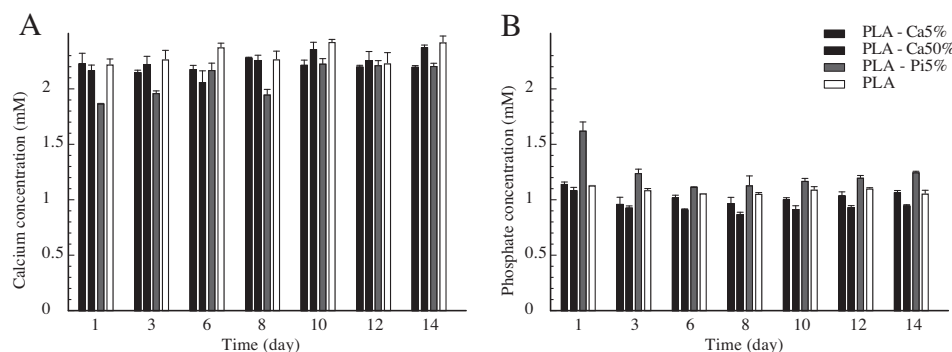 A
Calcium concentration (mM)
2
1.5
1
0.5
0
1 3 6 8 10 12 14
Time (day)
B
PLA - Ca5%
PLA - Ca50%
PLA - Pi5%
PLA
Phosphate concentration (mM)
2
1.5
1
0.5
0
1 3 6 8 10 12 14
Time (day)